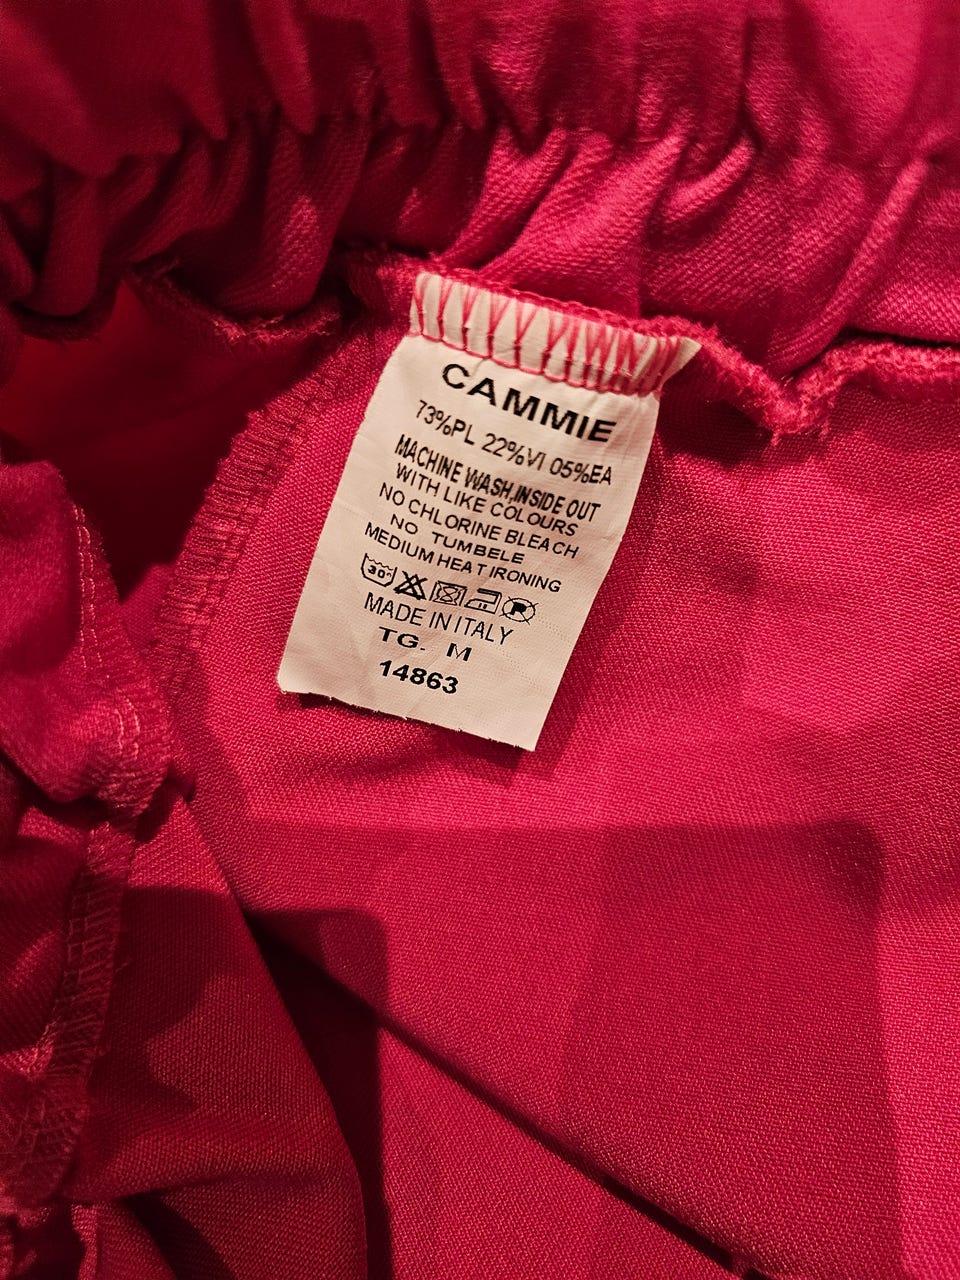 CAMMIE
73%PL 22%VI 05%EA
MACHINE WASH,INSIDE OUT
WITH LIKE COLOURS
NO CHLORINE BLEACH
NO TUMBELE
MEDIUM HEAT IRONING
30° P
MADE IN ITALY
TG. M
14863